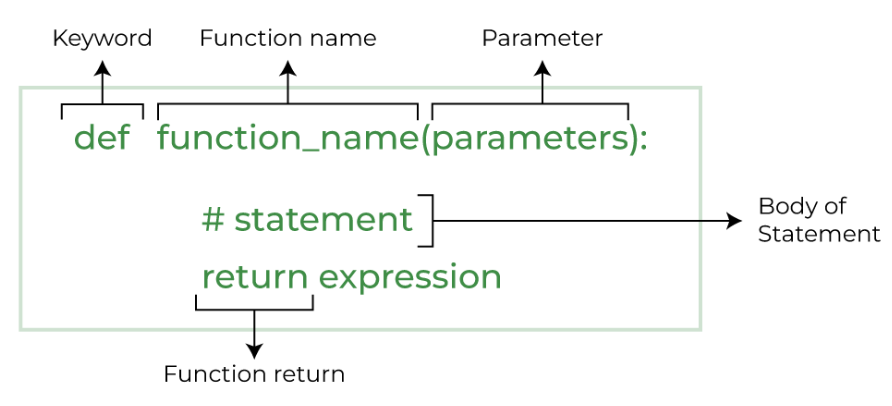 Keyword Function name Parameter
def function_name(parameters):
# statement
Body of
Statement
return expression
Function return